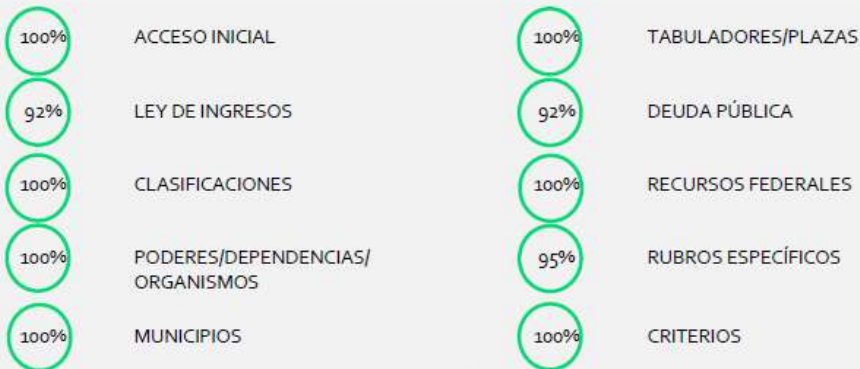 100% ACCESO INICIAL
92% LEY DE INGRESOS
100% CLASIFICACIONES
100% PODERES/DEPENDENCIAS/
ORGANISMOS
100% MUNICIPIOS
100% TABULADORES/PLAZAS
92% DEUDA PÚBLICA
100% RECURSOS FEDERALES
95% RUBROS ESPECÍFICOS
100% CRITERIOS